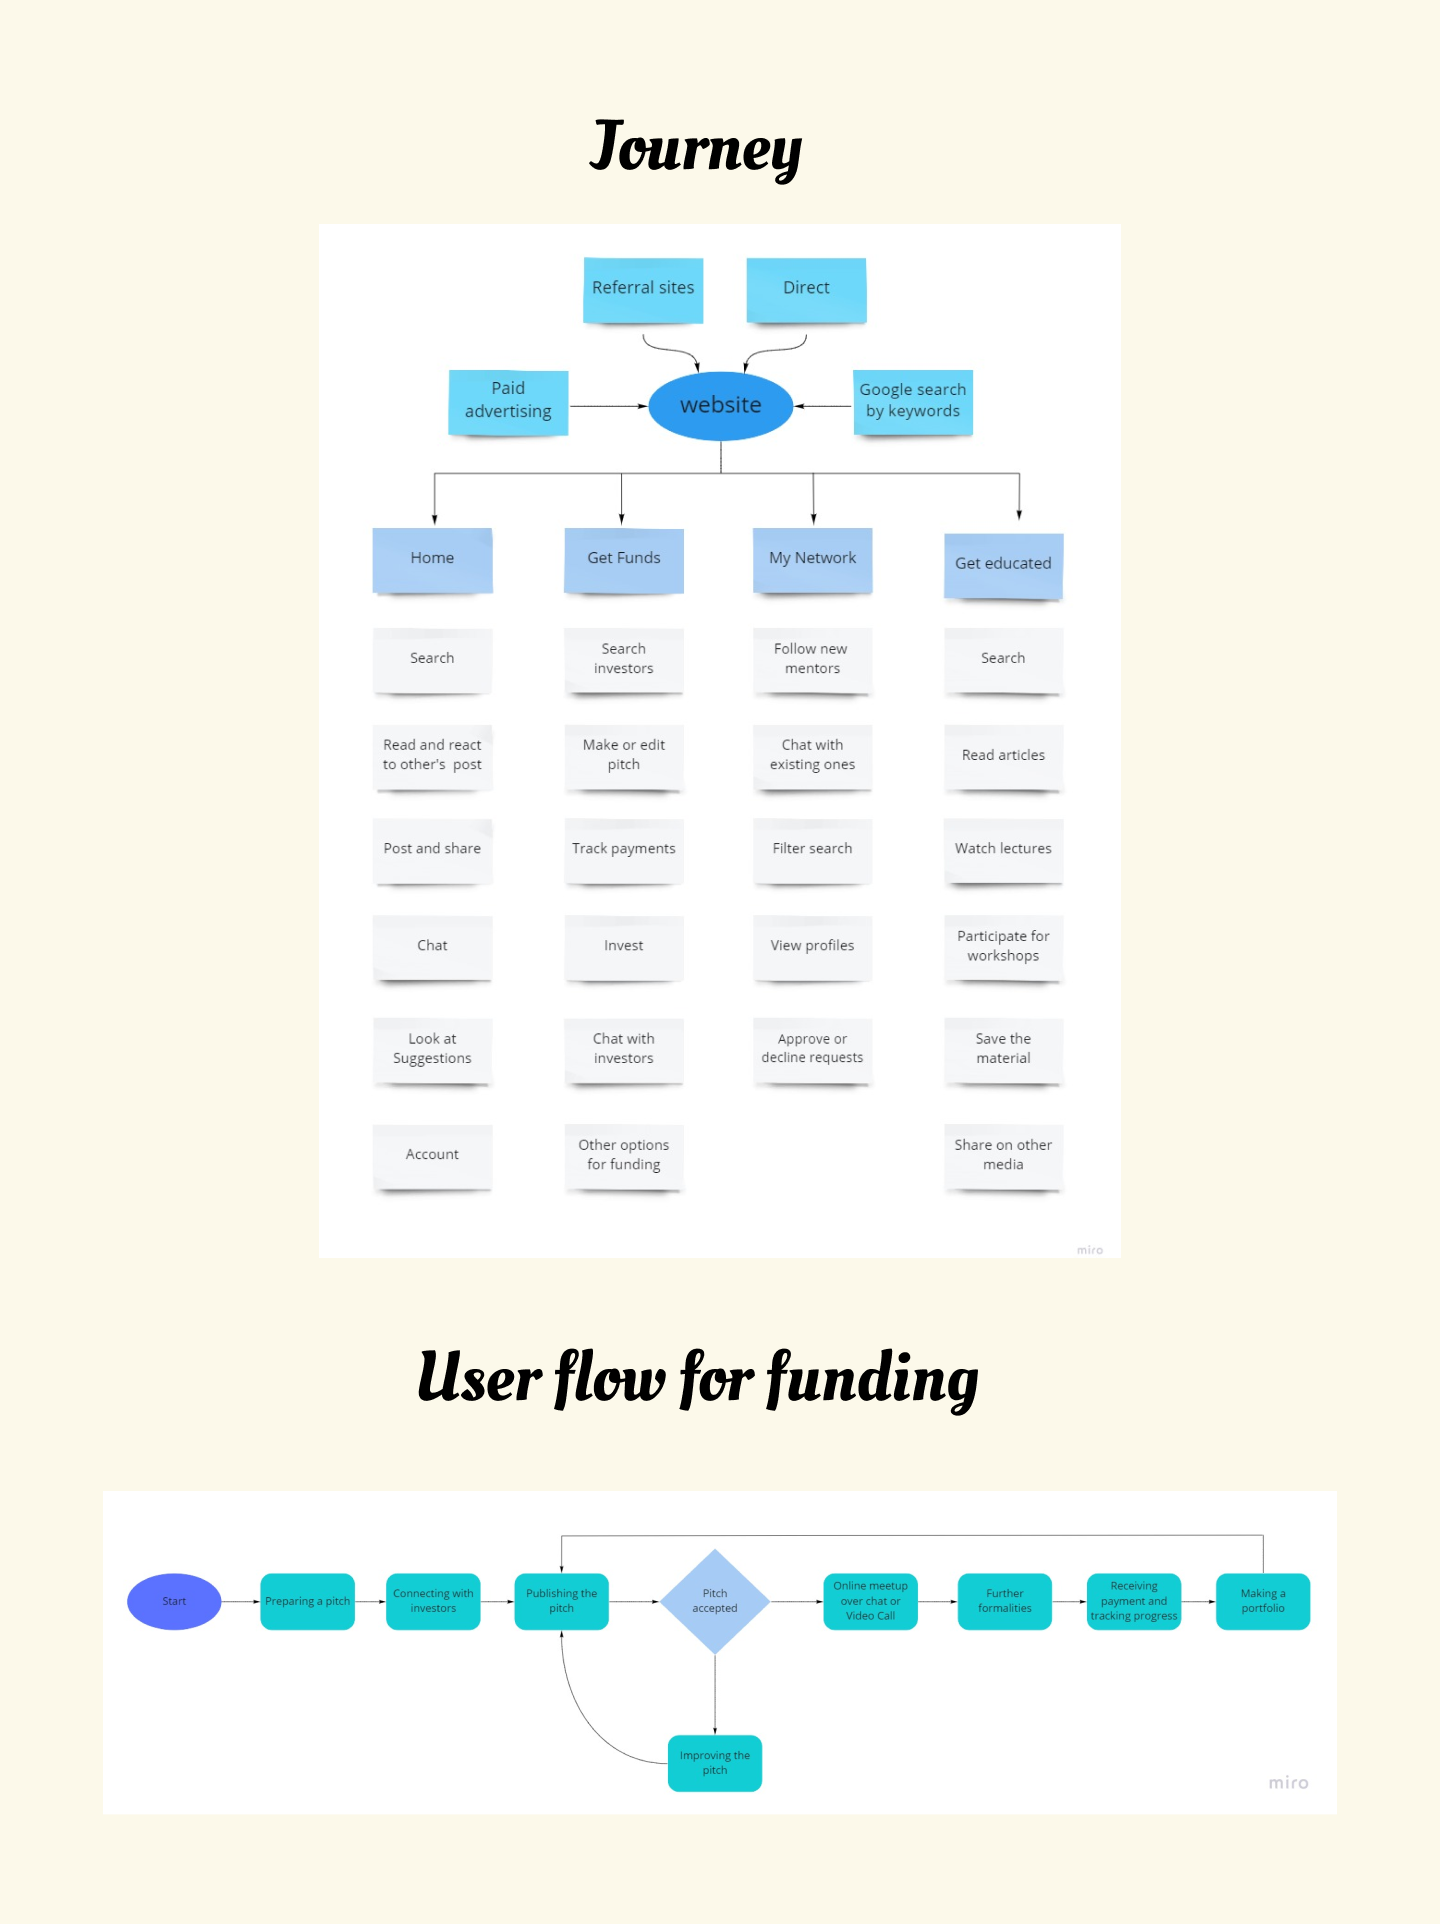 Journey
Referral sites
Direct
Paid
advertising
website
Google search
by keywords
Home
Get Funds
My Network
Get educated
Search
Search
investors
Follow new
mentors
Search
Read and react
to other's post
Make or edit
pitch
Chat with
existing ones
Read articles
Post and share
Track payments
Filter search
Watch lectures
Chat
Invest
View profiles
Participate for
workshops
Look at
Suggestions
Chat with
investors
Approve or
decline requests
Save the
material
Account
Other options
for funding
Share on other
media
miro
User flow for funding
Start
Preparing a pitch
Connecting with
investors
Publishing the
pitch
Pitch
accepted
Online meetup
over chat or
Video Call
Further
formalities
Receiving
payment and
tracking progress
Making a
portfolio
Improving the
pitch
miro